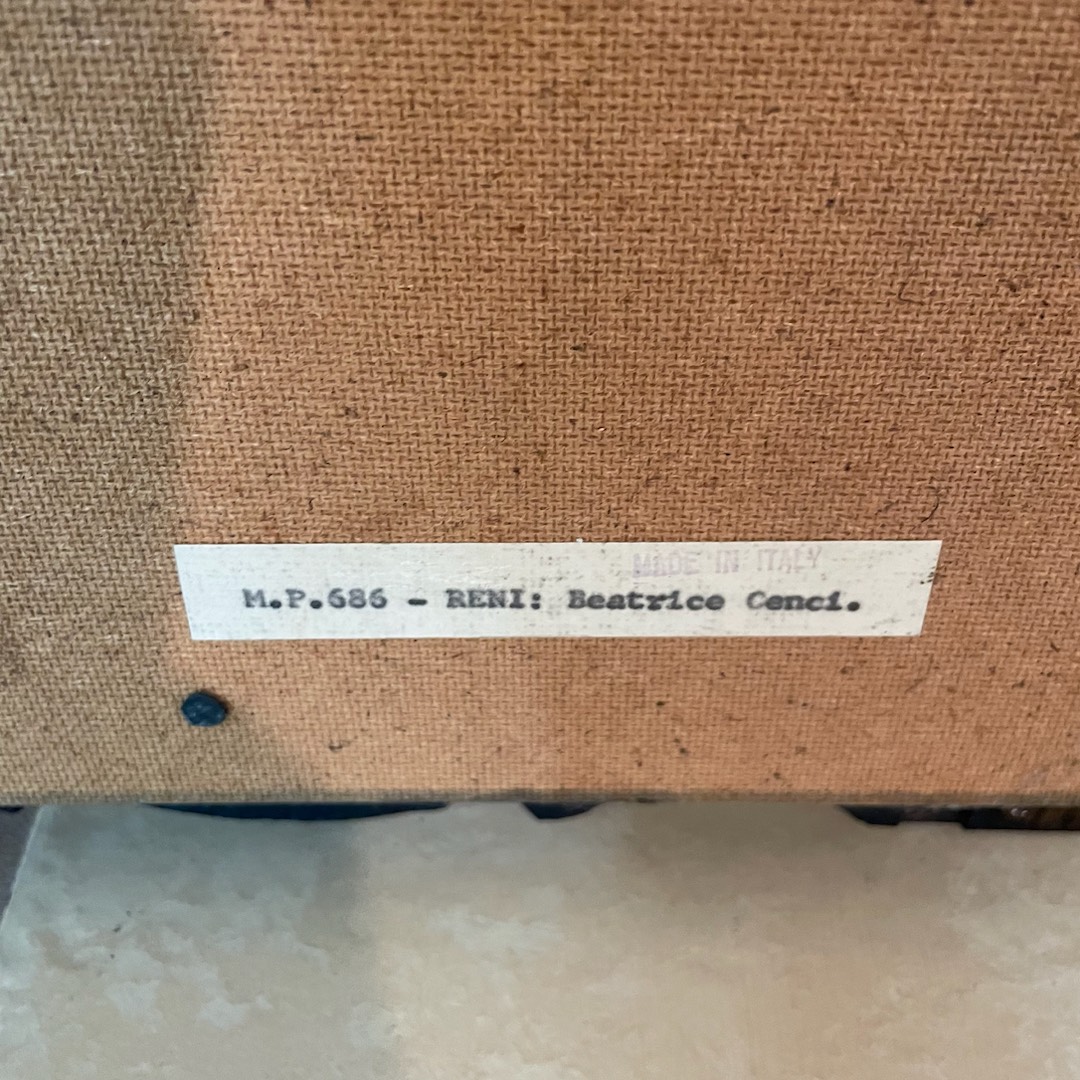 MADE IN ITALY
M.P.686 - RENI: Beatrice Cenci.